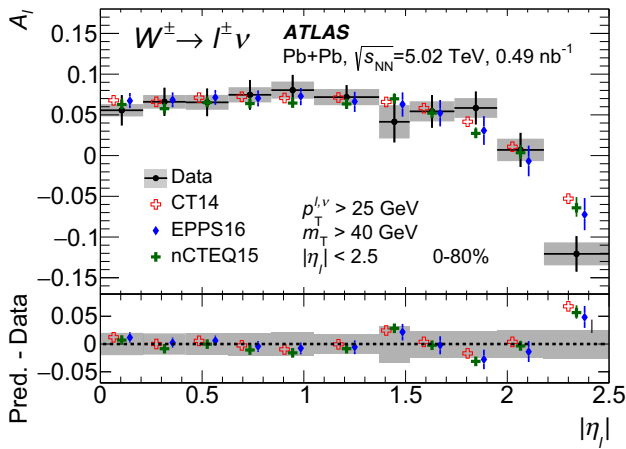 A_l
W^± → l^± ν
ATLAS
Pb+Pb, √s_NN=5.02 TeV, 0.49 nb^-1
0.15
0.1
0.05
0
−0.05
−0.1
−0.15
Data
CT14
EPPS16
nCTEQ15
p_T^l,ν > 25 GeV
m_T > 40 GeV
|η_l| < 2.5
0-80%
Pred. - Data
0.05
0
−0.05
0 0.5 1 1.5 2 2.5
|η_l|